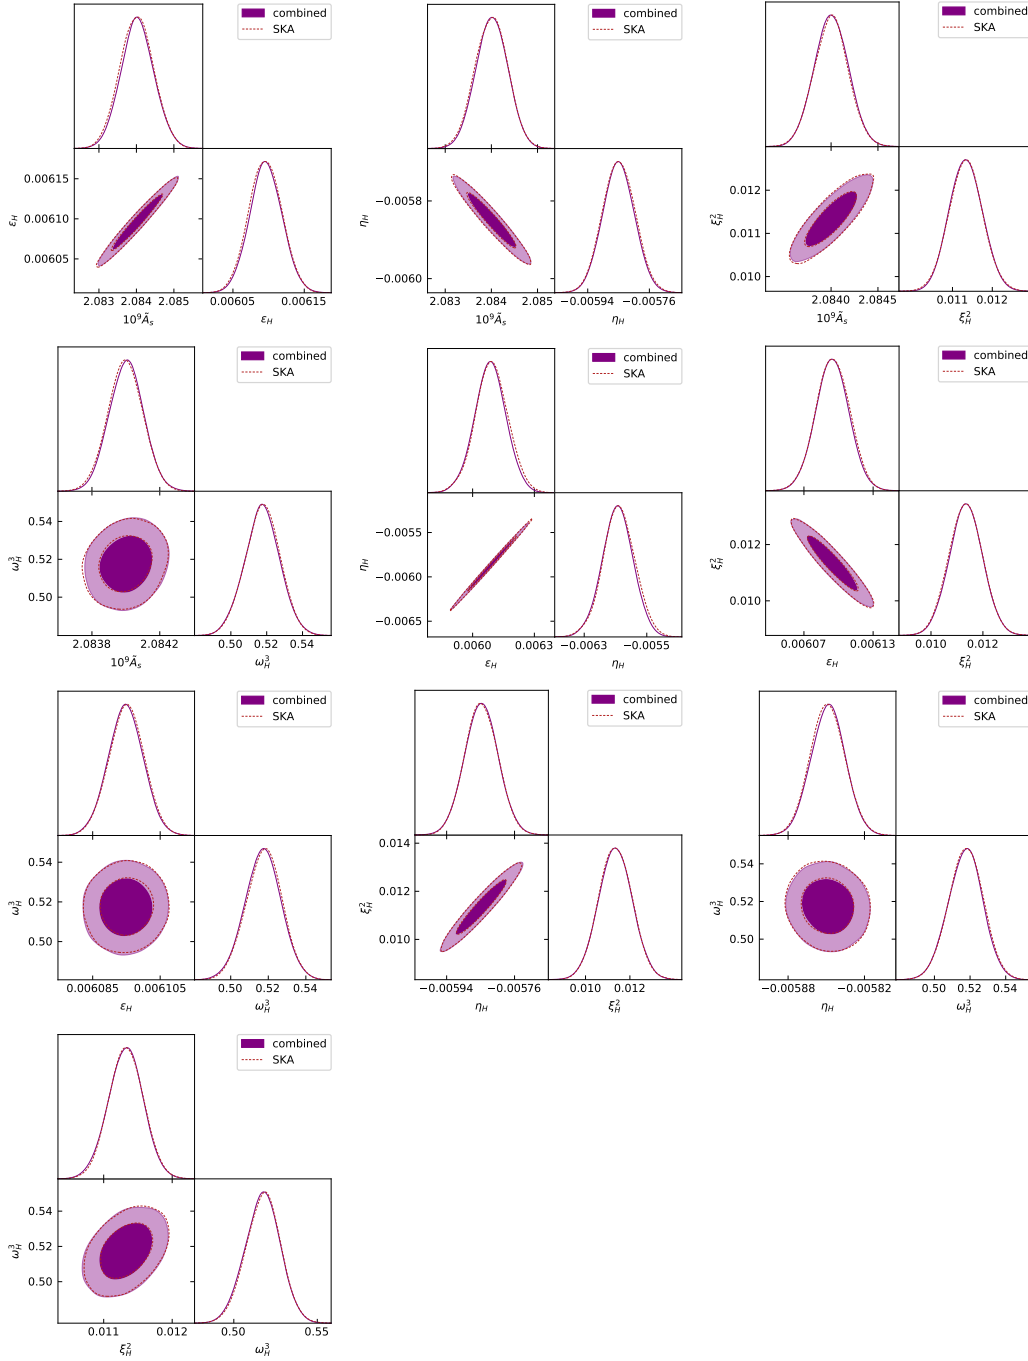 combined
SKA
combined
SKA
combined
SKA
0.00615
0.00610
0.00605
ε_H
2.083 2.084 2.085
10^9 Ã_s
0.00605 0.00615
ε_H
−0.0058
−0.0060
η_H
2.083 2.084 2.085
10^9 Ã_s
−0.00594 −0.00576
η_H
0.012
0.011
0.010
ξ_H^2
2.0840 2.0845
10^9 Ã_s
0.011 0.012
ξ_H^2
combined
SKA
combined
SKA
combined
SKA
0.54
0.52
0.50
ω_H^3
2.0838 2.0842
10^9 Ã_s
0.50 0.52 0.54
ω_H^3
−0.0055
−0.0060
−0.0065
η_H
0.0060 0.0063
ε_H
−0.0063 −0.0055
η_H
0.012
0.010
ξ_H^2
0.00607 0.00613
ε_H
0.010 0.012
ξ_H^2
combined
SKA
combined
SKA
combined
SKA
0.54
0.52
0.50
ω_H^3
0.006095 0.006105
ε_H
0.50 0.52 0.54
ω_H^3
0.014
0.012
0.010
ξ_H^2
−0.00594 −0.00576
η_H
0.010 0.012
ξ_H^2
0.54
0.52
0.50
ω_H^3
−0.00588 −0.00582
η_H
0.50 0.52 0.54
ω_H^3
combined
SKA
0.54
0.52
0.50
ω_H^3
0.011 0.012
ξ_H^2
0.50 0.55
ω_H^3